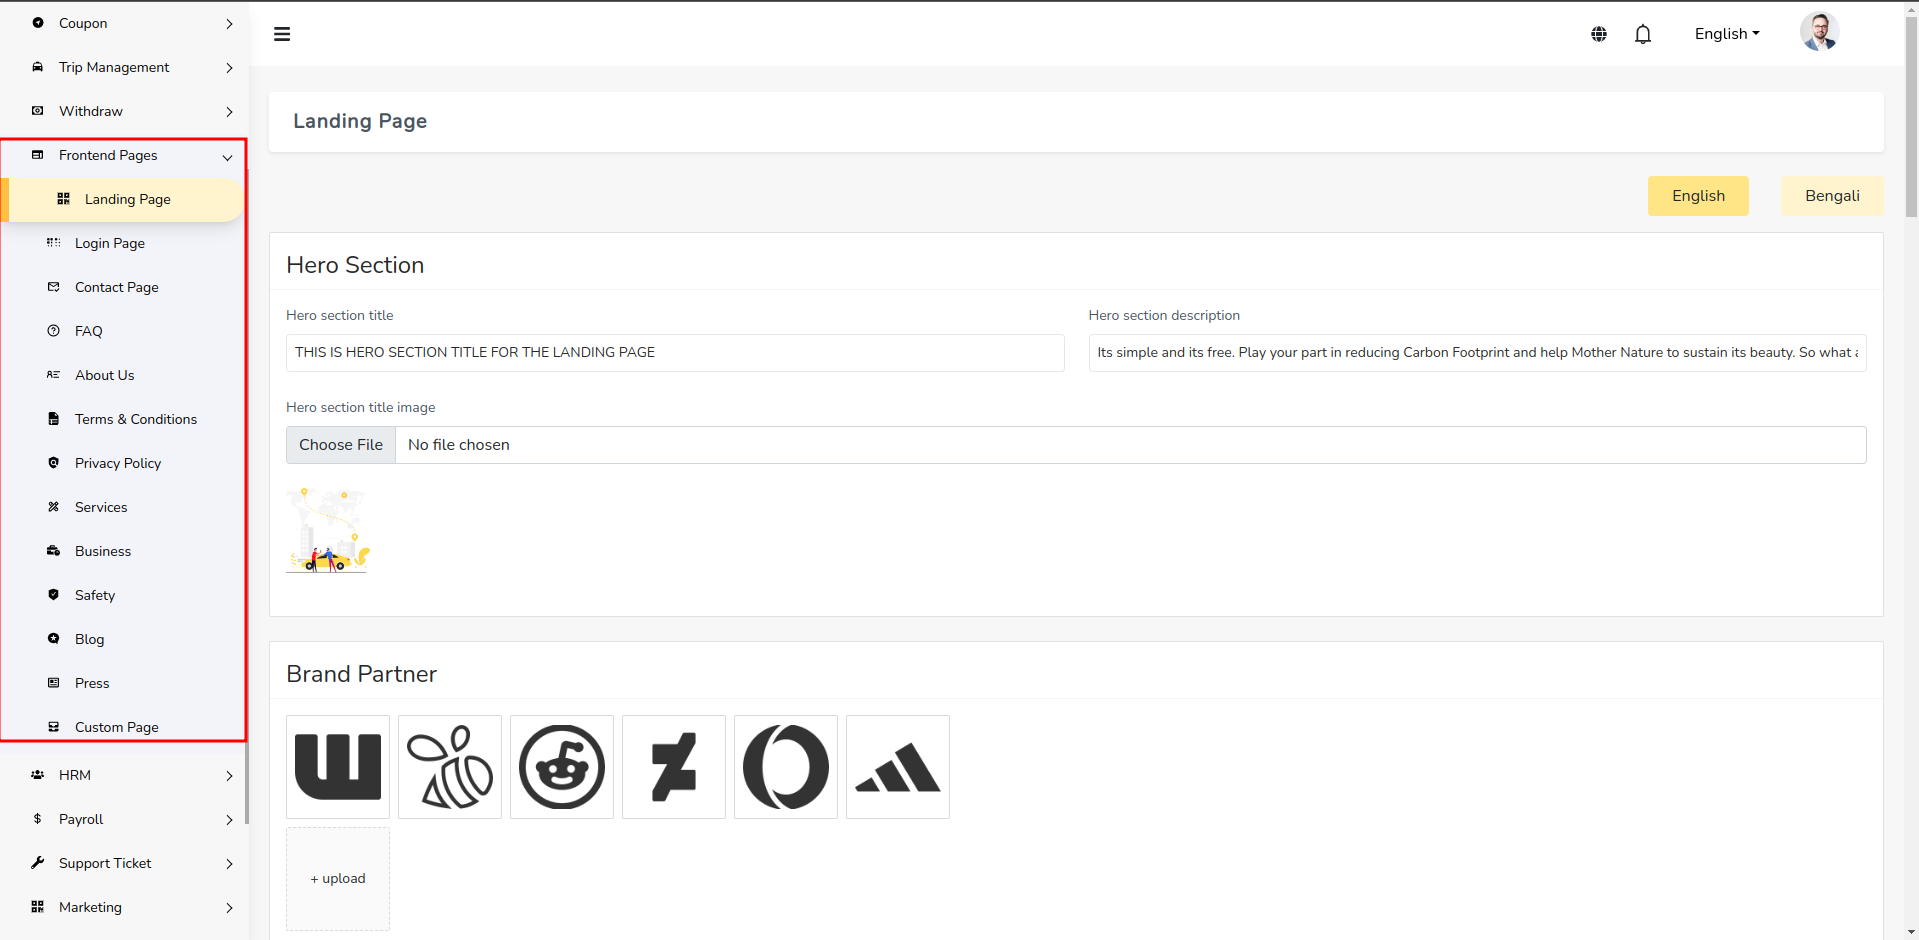 Coupon
Trip Management
Withdraw
Frontend Pages
Landing Page
Login Page
Contact Page
FAQ
About Us
Terms & Conditions
Privacy Policy
Services
Business
Safety
Blog
Press
Custom Page
HRM
Payroll
Support Ticket
Marketing
English
Landing Page
English Bengali
Hero Section
Hero section title
THIS IS HERO SECTION TITLE FOR THE LANDING PAGE
Hero section description
Its simple and its free. Play your part in reducing Carbon Footprint and help Mother Nature to sustain its beauty. So what
Hero section title image
Choose File No file chosen
Brand Partner
+ upload